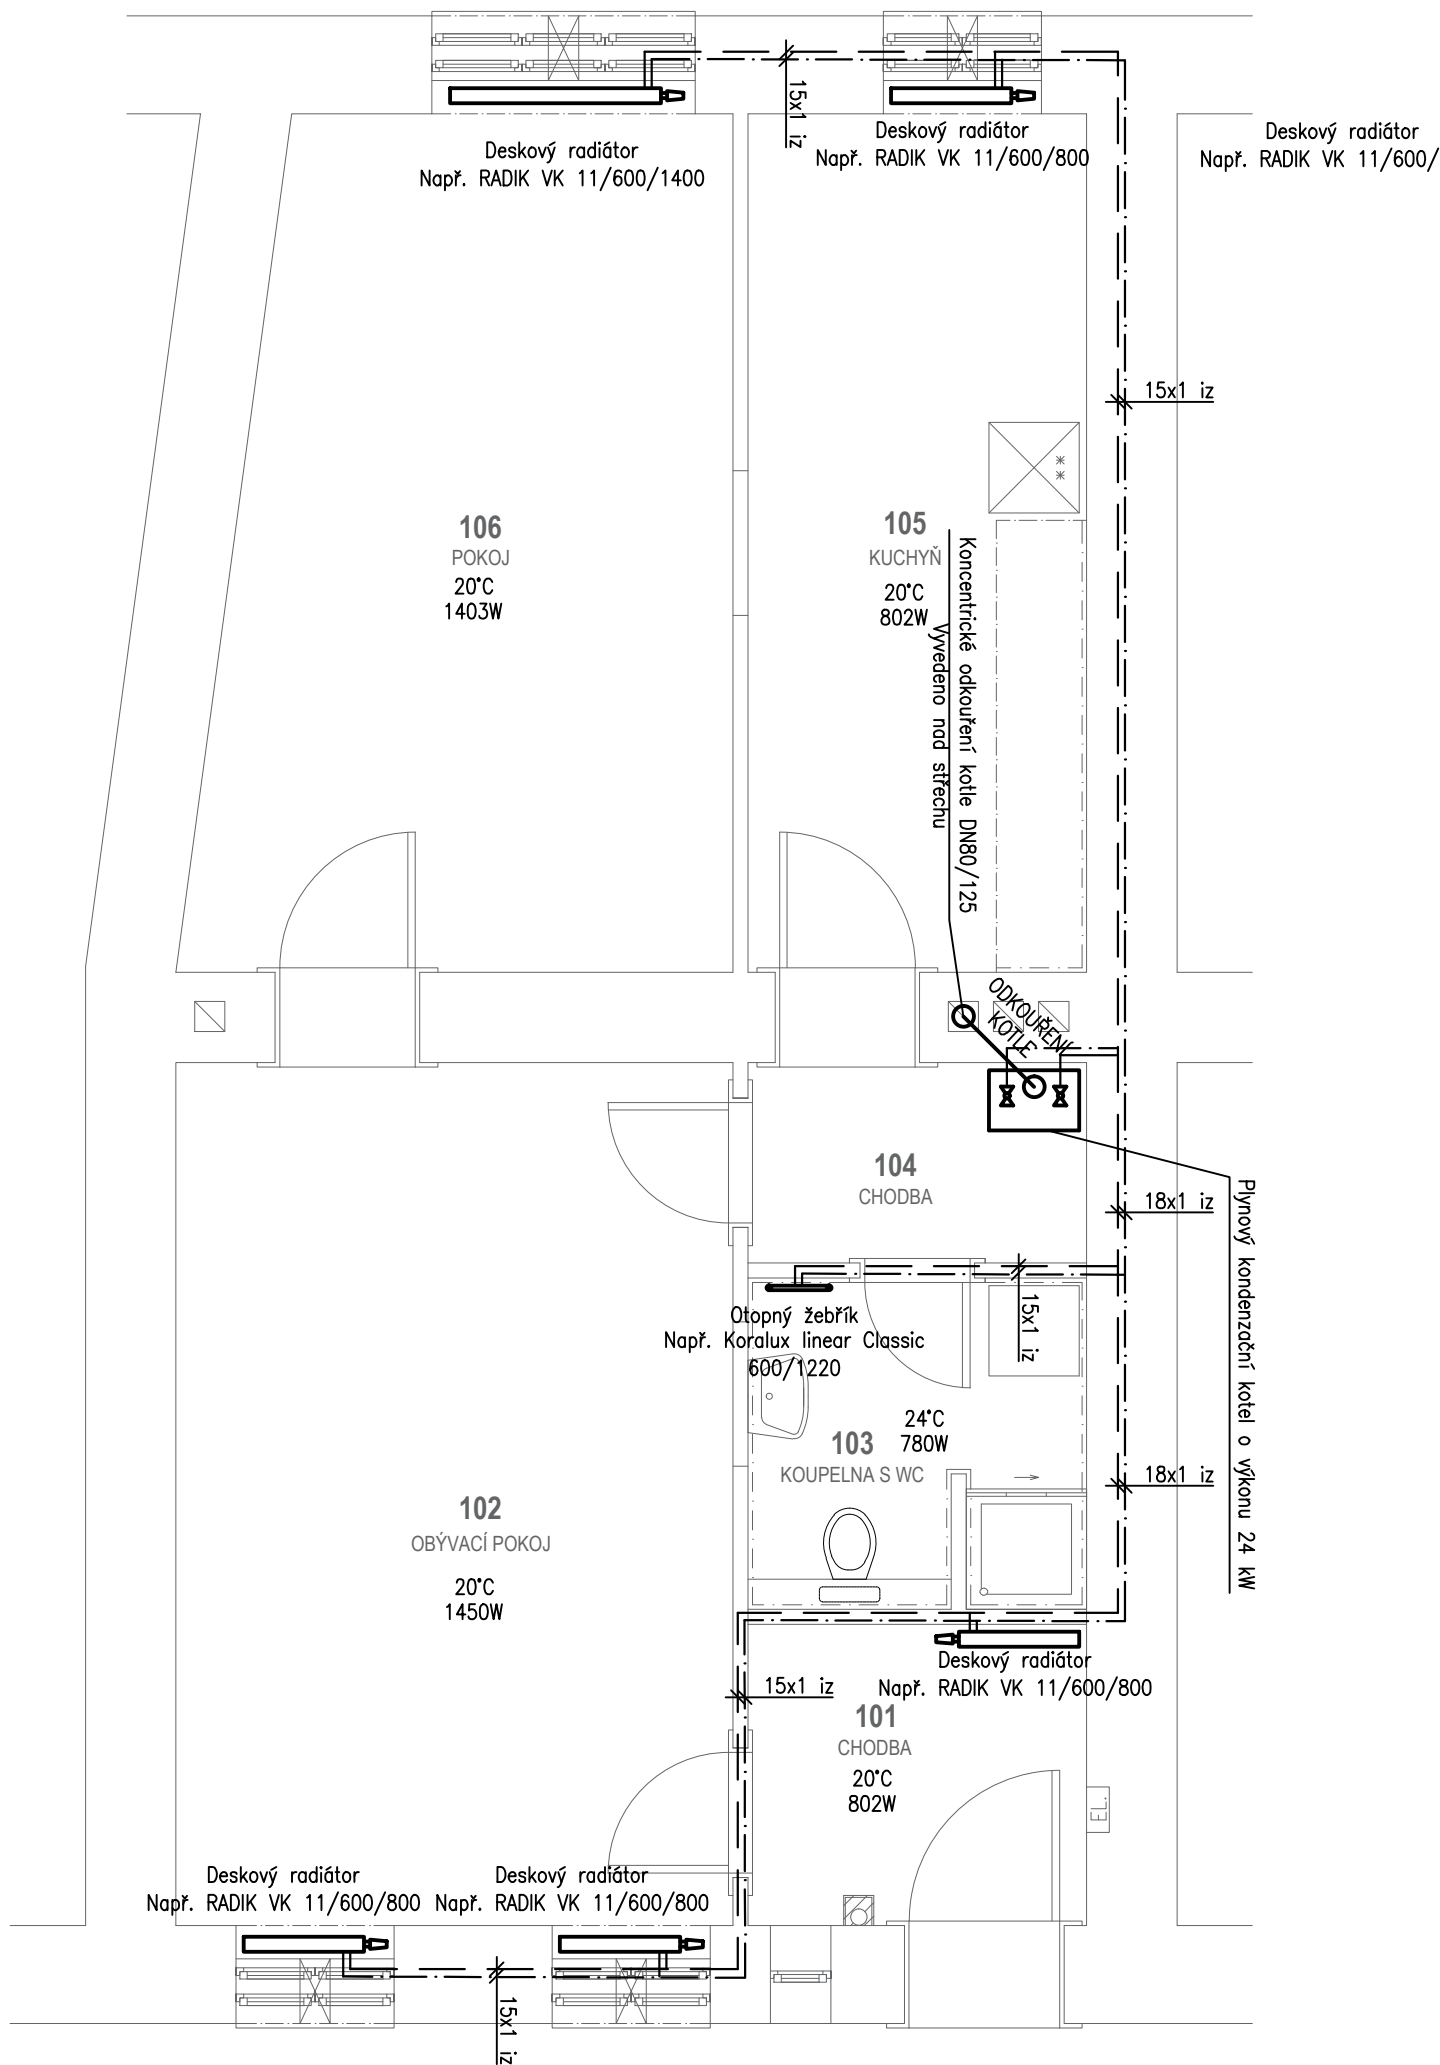 15x1 iz
Deskový radiátor
Např. RADIK VK 11/600/1400
Deskový radiátor
Např. RADIK VK 11/600/800
Deskový radiátor
Např. RADIK VK 11/600/
15x1 iz
106
POKOJ
20°C
1403W
105
KUCHYŇ
20°C
802W
Koncentrické odkouření kotle DN80/125
Vyvedeno nad střechu
ODKOUŘENÍ
KOTLE
104
CHODBA
18x1 iz
Plynový kondenzační kotel o výkonu 24 kW
15x1 iz
Otopný žebřík
Např. Koralux linear Classic
600/1220
24°C
780W
103
KOUPELNA S WC
18x1 iz
102
OBÝVACÍ POKOJ
20°C
1450W
Deskový radiátor
Např. RADIK VK 11/600/800
15x1 iz
101
CHODBA
20°C
802W
EL.
Deskový radiátor
Např. RADIK VK 11/600/800
Deskový radiátor
Např. RADIK VK 11/600/800
15x1 iz